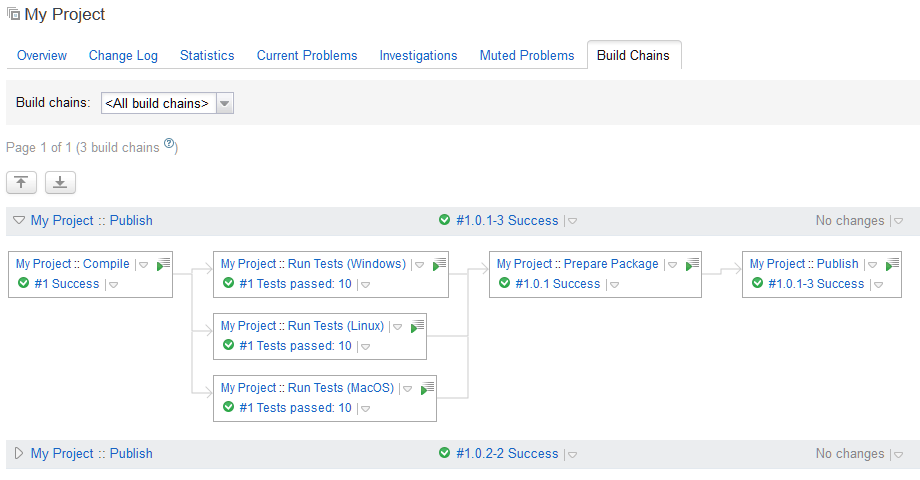 My Project
Overview Change Log Statistics Current Problems Investigations Muted Problems Build Chains
Build chains: <All build chains>
Page 1 of 1 (3 build chains ?)
My Project :: Publish #1.0.1-3 Success No changes
My Project :: Compile
#1 Success
My Project :: Run Tests (Windows)
#1 Tests passed: 10
My Project :: Run Tests (Linux)
#1 Tests passed: 10
My Project :: Run Tests (MacOS)
#1 Tests passed: 10
My Project :: Prepare Package
#1.0.1 Success
My Project :: Publish
#1.0.1-3 Success
My Project :: Publish #1.0.2-2 Success No changes